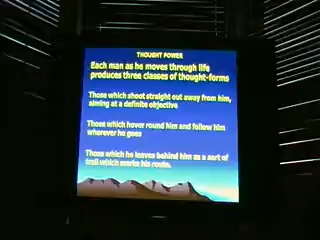 THOUGHT POWER
Each man as he moves through life
produces three classes of thought-forms
Those which shoot straight out away from him,
aiming at a definite objective
Those which hover round him and follow him
wherever he goes
Those which he leaves behind him as a sort of
trail which marks his route.